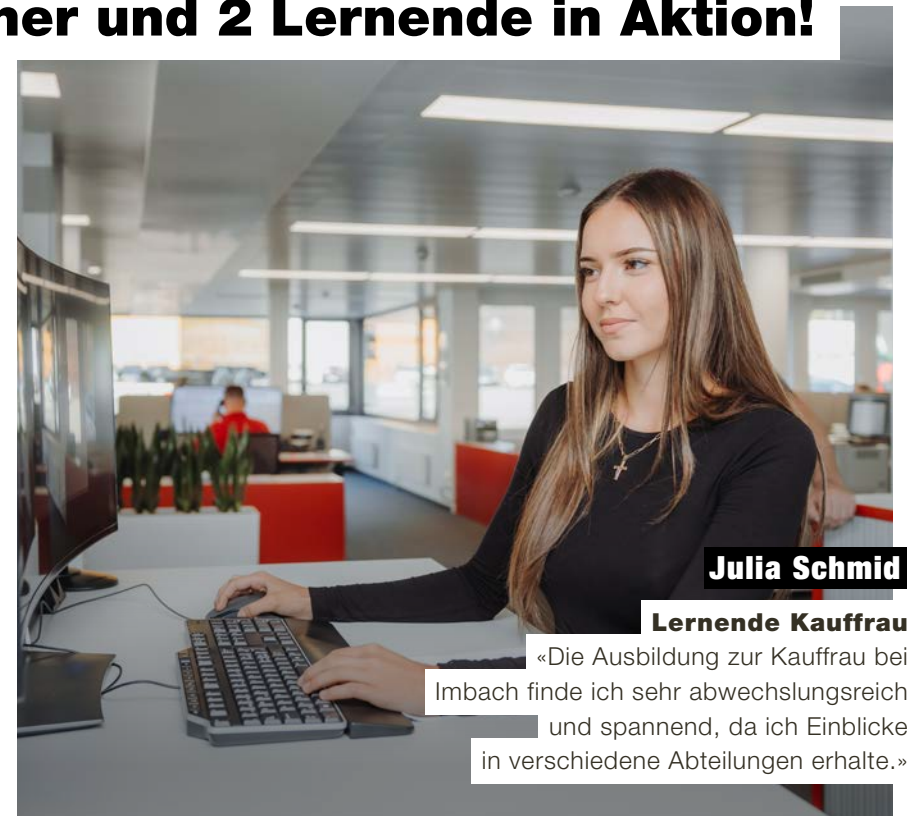 und 2 Lernende in Aktion!
Julia Schmid
Lernende Kauffrau
«Die Ausbildung zur Kauffrau bei
Imbach finde ich sehr abwechslungsreich
und spannend, da ich Einblicke
in verschiedene Abteilungen erhalte.»